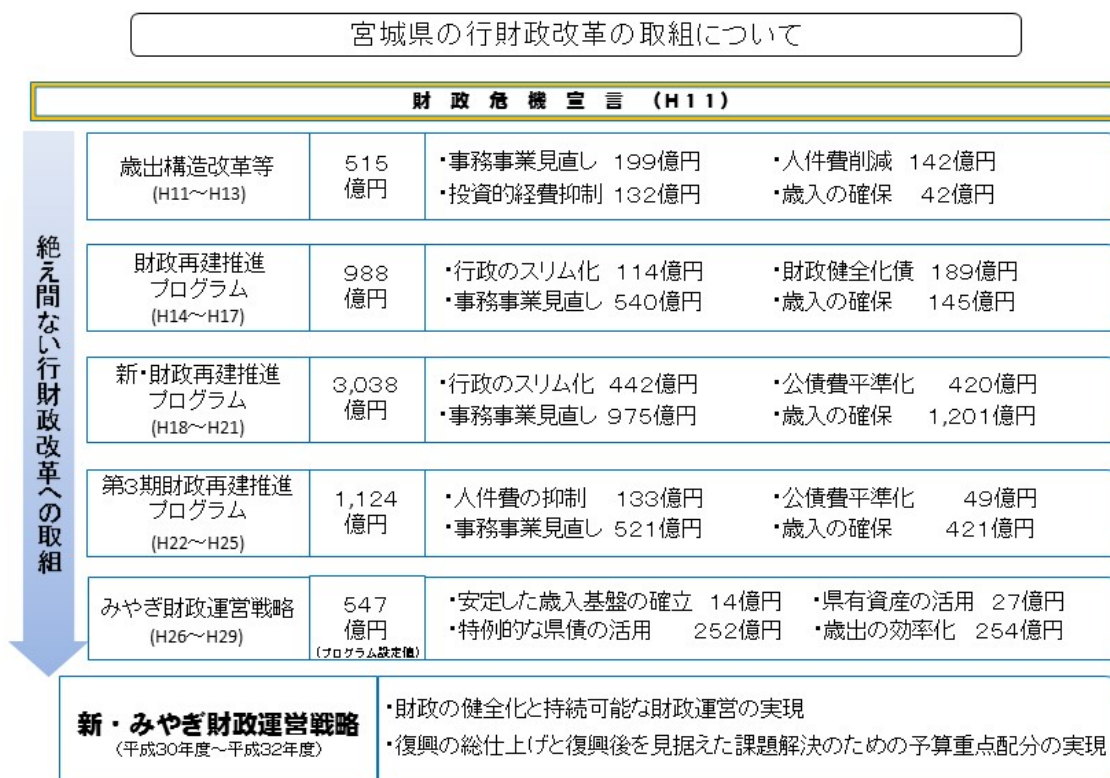 宮城県の行財政改革の取組について
財政危機宣言 (H11)
絶え間ない行財政改革への取組
歳出構造改革等
(H11～H13)
515
億円
・事務事業見直し 199億円 ・人件費削減 142億円
・投資的経費抑制 132億円 ・歳入の確保 42億円
財政再建推進
プログラム
(H14～H17)
988
億円
・行政のスリム化 114億円 ・財政健全化債 189億円
・事務事業見直し 540億円 ・歳入の確保 145億円
新・財政再建推進
プログラム
(H18～H21)
3,038
億円
・行政のスリム化 442億円 ・公債費平準化 420億円
・事務事業見直し 975億円 ・歳入の確保 1,201億円
第3期財政再建推進
プログラム
(H22～H25)
1,124
億円
・人件費の抑制 133億円 ・公債費平準化 49億円
・事務事業見直し 521億円 ・歳入の確保 421億円
みやぎ財政運営戦略
(H26～H29)
547
億円
(プログラム設定値)
・安定した歳入基盤の確立 14億円 ・県有資産の活用 27億円
・特例的な県債の活用 252億円 ・歳出の効率化 254億円
新・みやぎ財政運営戦略
(平成30年度～平成32年度)
・財政の健全化と持続可能な財政運営の実現
・復興の総仕上げと復興後を見据えた課題解決のための予算重点配分の実現